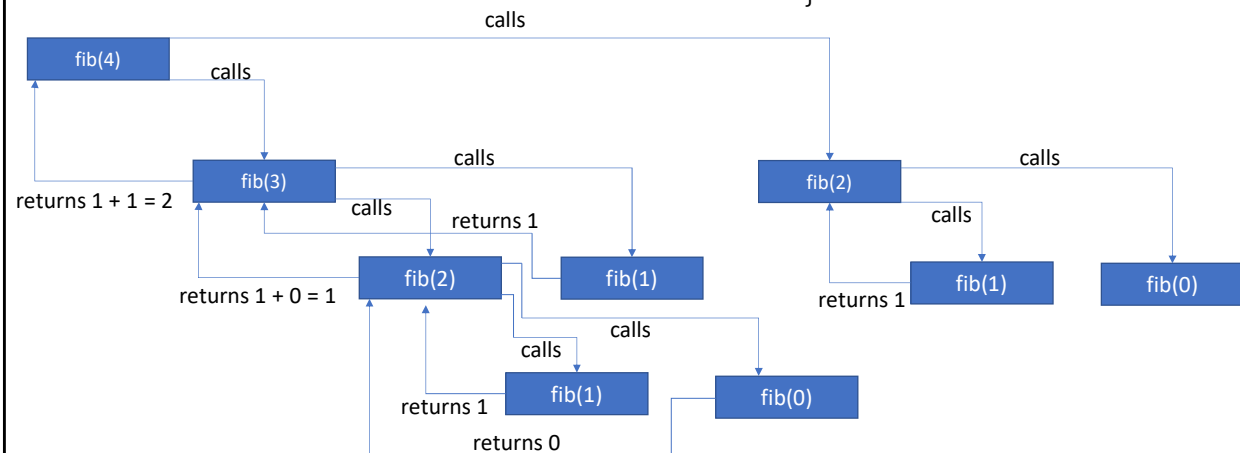 }
calls
fib(4)
calls
calls
calls
fib(3)
fib(2)
returns 1 + 1 = 2
calls
calls
returns 1
fib(2)
fib(1)
fib(1)
fib(0)
returns 1 + 0 = 1
returns 1
calls
calls
fib(1)
fib(0)
returns 1
returns 0